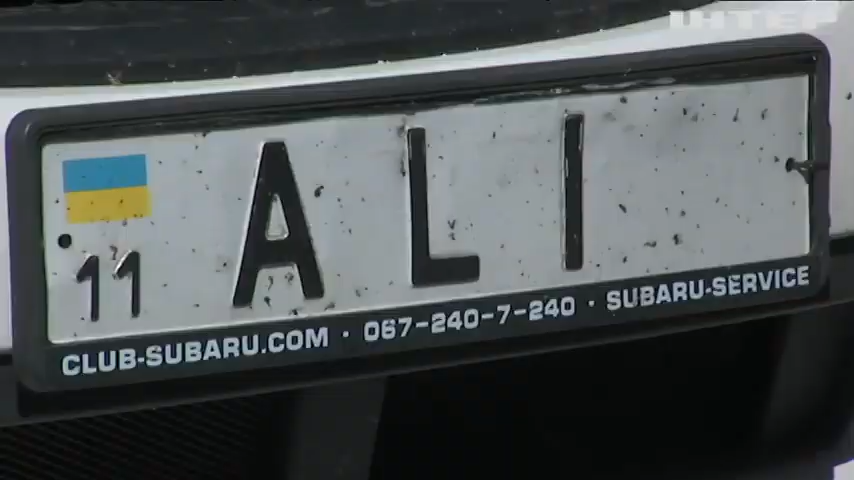 ІНТЕР
ALI
11
CLUB-SUBARU.COM · 067-240-7-240 · SUBARU-SERVICE